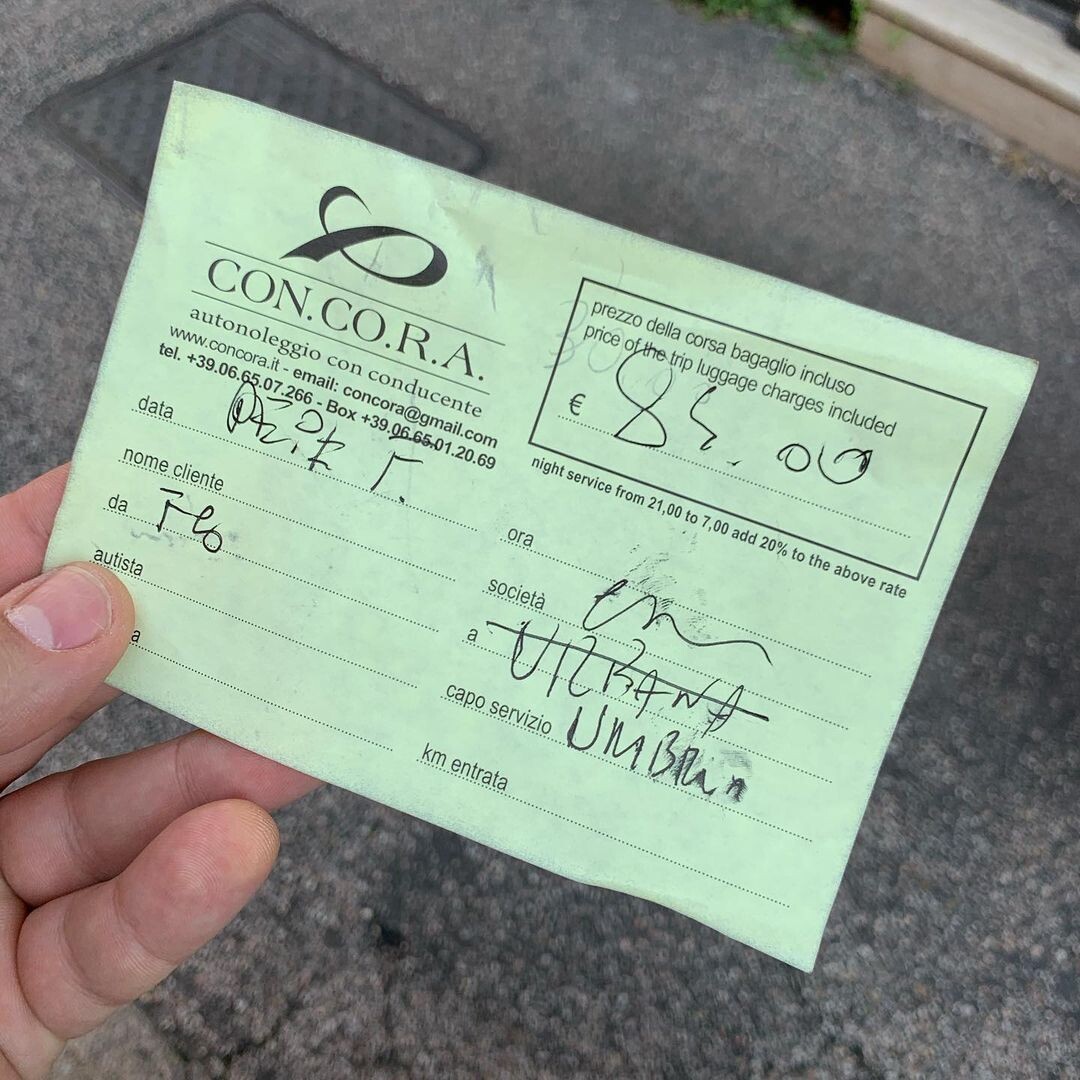 CON.CO.R.A.
autonoleggio con conducente
www.concora.it - email: concora@gmail.com
tel. +39.06.65.07.266 - Box +39.06.65.01.20.69
prezzo della corsa bagaglio incluso
price of the trip luggage charges included
€ 85.00
night service from 21,00 to 7,00 add 20% to the above rate
data
ora
nome cliente
società
da
a URBANA
autista
capo servizio
a
km entrata